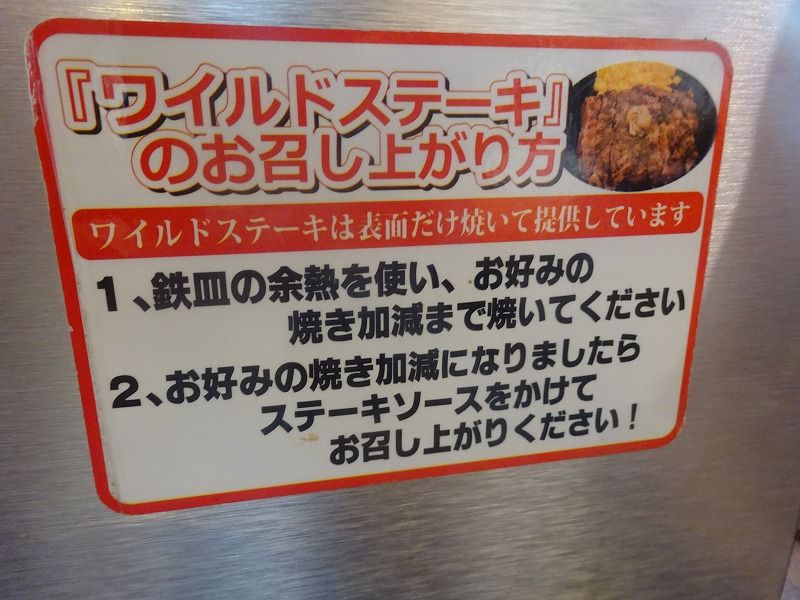 『ワイルドステーキ』
のお召し上がり方
ワイルドステーキは表面だけ焼いて提供しています
1、鉄皿の余熱を使い、お好みの
焼き加減まで焼いてください
2、お好みの焼き加減になりましたら
ステーキソースをかけて
お召し上がりください！